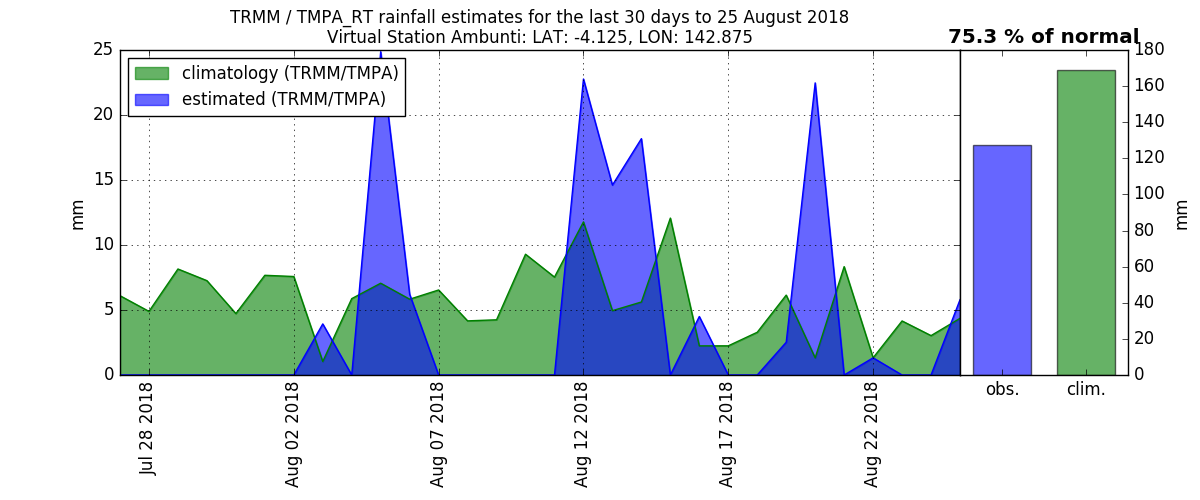 TRMM / TMPA_RT rainfall estimates for the last 30 days to 25 August 2018
Virtual Station Ambunti: LAT: -4.125, LON: 142.875
75.3 % of normal
climatology (TRMM/TMPA)
estimated (TRMM/TMPA)
25
20
15
10
5
0
mm
180
160
140
120
100
80
60
40
20
0
mm
Jul 28 2018
Aug 02 2018
Aug 07 2018
Aug 12 2018
Aug 17 2018
Aug 22 2018
obs.
clim.